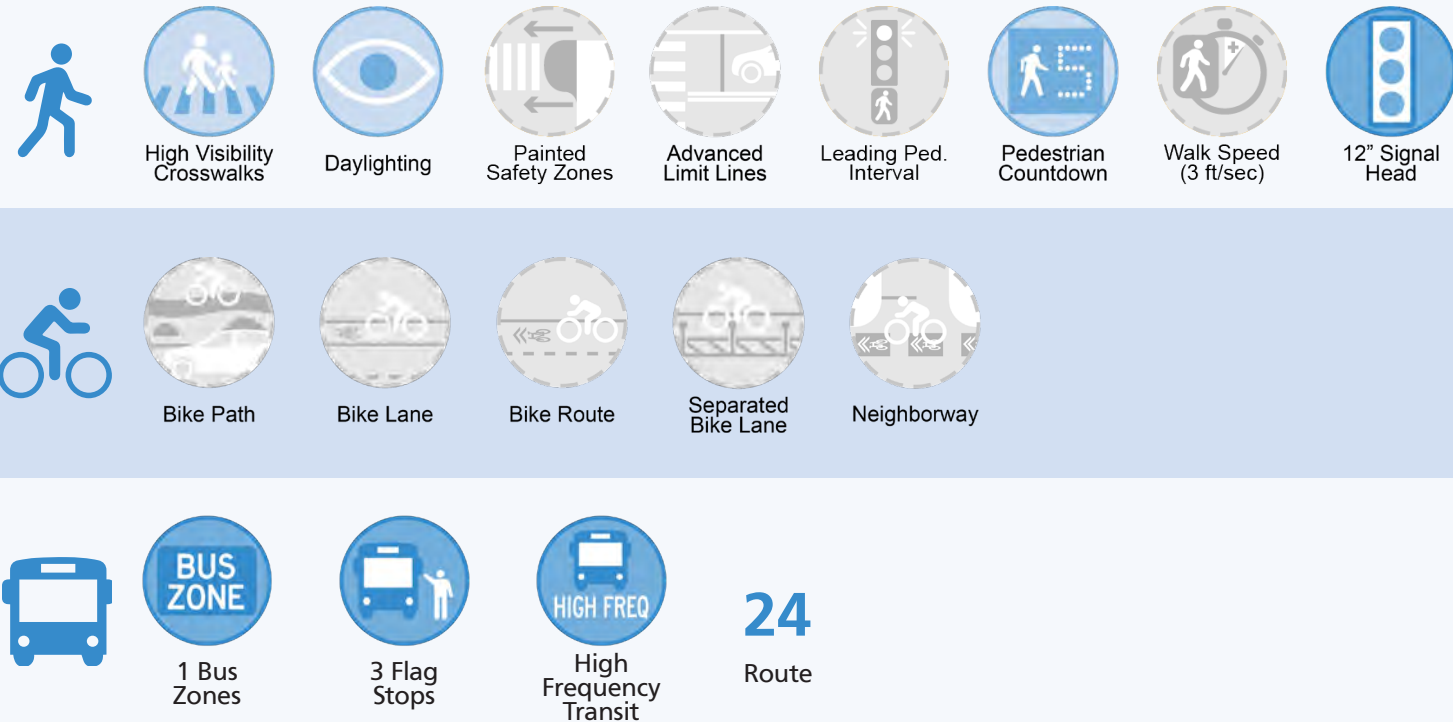 5
High Visibility
Crosswalks
Daylighting
Painted
Safety Zones
Advanced
Limit Lines
Leading Ped.
Interval
Pedestrian
Countdown
Walk Speed
(3 ft/sec)
12” Signal
Head
Bike Path
Bike Lane
Bike Route
Separated
Bike Lane
Neighborway
BUS
ZONE
1 Bus
Zones
3 Flag
Stops
HIGH FREQ
High
Frequency
Transit
24
Route